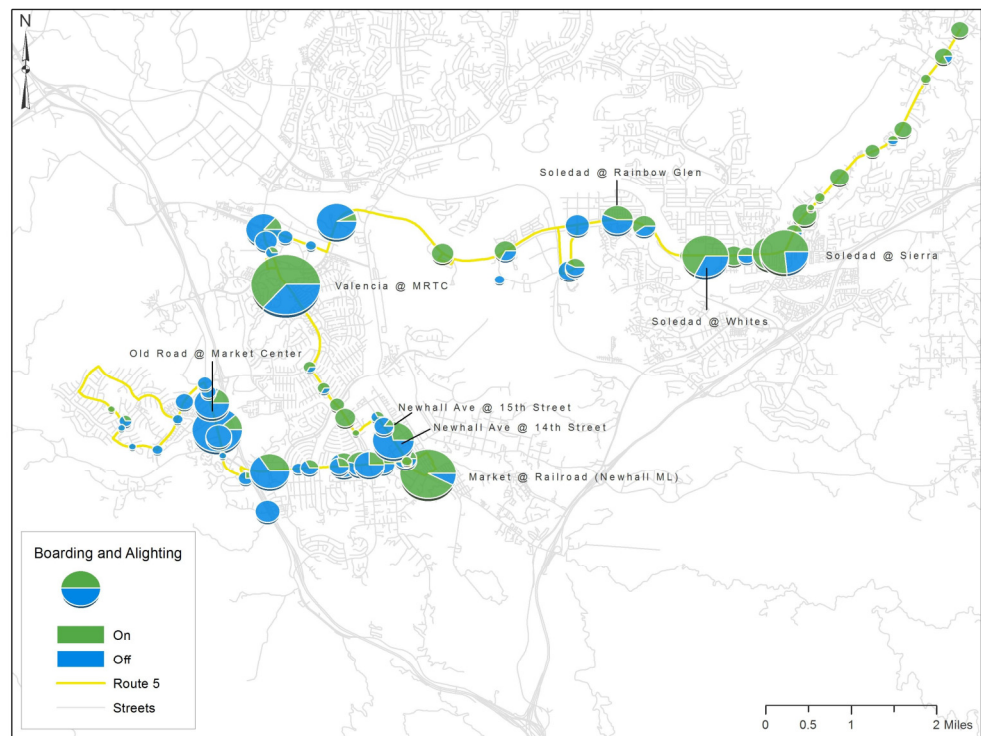 N
Soledad @ Rainbow Glen
Soledad @ Sierra
Valencia @ MRTC
Soledad @ Whites
Old Road @ Market Center
Newhall Ave @ 15th Street
Newhall Ave @ 14th Street
Market @ Railroad (Newhall ML)
Boarding and Alighting
On
Off
Route 5
Streets
0 0.5 1 2 Miles